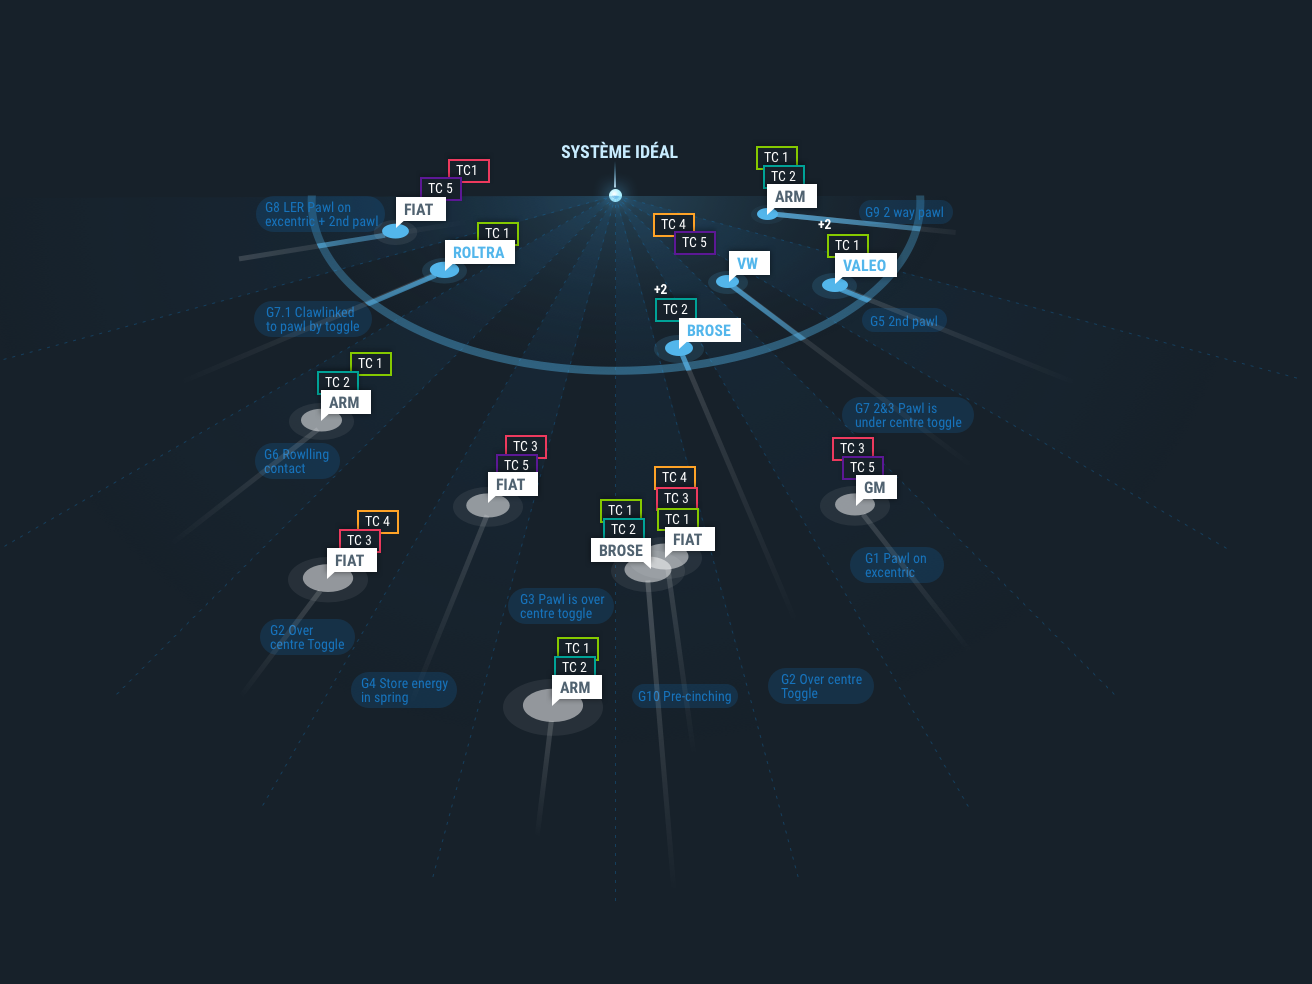 SYSTÈME IDÉAL
TC 1
TC 2
ARM
TC1
TC 5
FIAT
G8 LER Pawl on
excentric + 2nd pawl
G9 2 way pawl
TC 1
ROLTRA
TC 4
TC 5
VW
+2
TC 1
VALEO
+2
TC 2
BROSE
G7.1 Clawlinked
to pawl by toggle
G5 2nd pawl
TC 1
TC 2
ARM
G7 2&3 Pawl is
under centre toggle
G6 Rowlling
contact
TC 3
TC 5
FIAT
TC 3
TC 5
GM
TC 4
TC 3
TC 1
FIAT
TC 1
TC 2
BROSE
TC 4
TC 3
FIAT
G1 Pawl on
excentric
G3 Pawl is over
centre toggle
G2 Over
centre Toggle
TC 1
TC 2
ARM
G4 Store energy
in spring
G10 Pre-cinching
G2 Over centre
Toggle